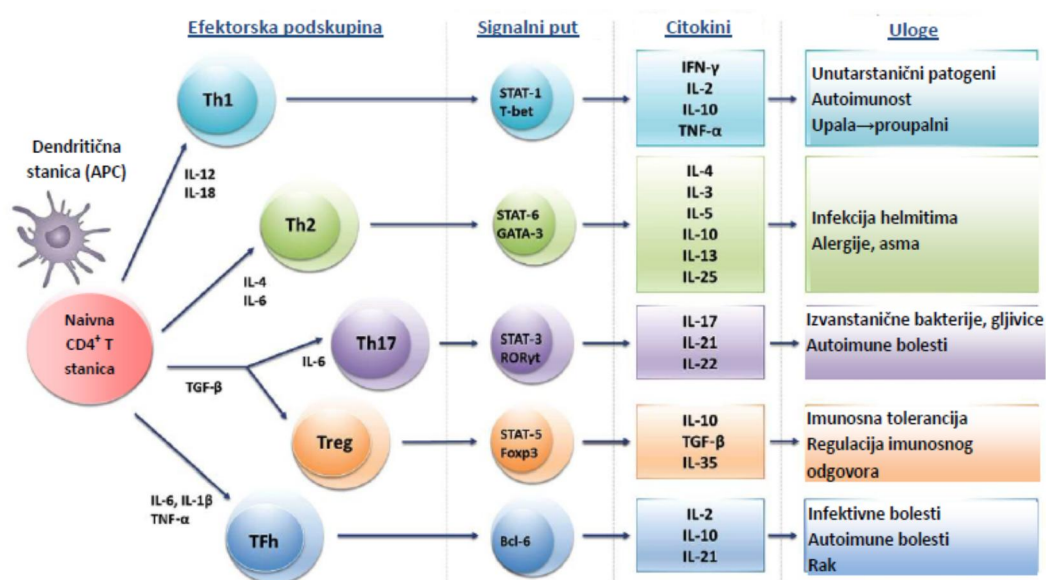 Efektorska podskupina
Signalni put
Citokini
Uloge
Dendritična
stanica (APC)
Naivna
CD4⁺ T
stanica
IL-12
IL-18
Th1
STAT-1
T-bet
IFN-γ
IL-2
IL-10
TNF-α
Unutarstanični patogeni
Autoimunost
Upala→proupalni
IL-4
IL-6
Th2
STAT-6
GATA-3
IL-4
IL-3
IL-5
IL-10
IL-13
IL-25
Infekcija helmitima
Alergije, asma
TGF-β
IL-6
Th17
STAT-3
RORγt
IL-17
IL-21
IL-22
Izvanstanične bakterije, gljivice
Autoimune bolesti
Treg
STAT-5
Foxp3
IL-10
TGF-β
IL-35
Imunosna tolerancija
Regulacija imunosnog
odgovora
IL-6, IL-1β
TNF-α
TFh
Bcl-6
IL-2
IL-10
IL-21
Infektivne bolesti
Autoimune bolesti
Rak